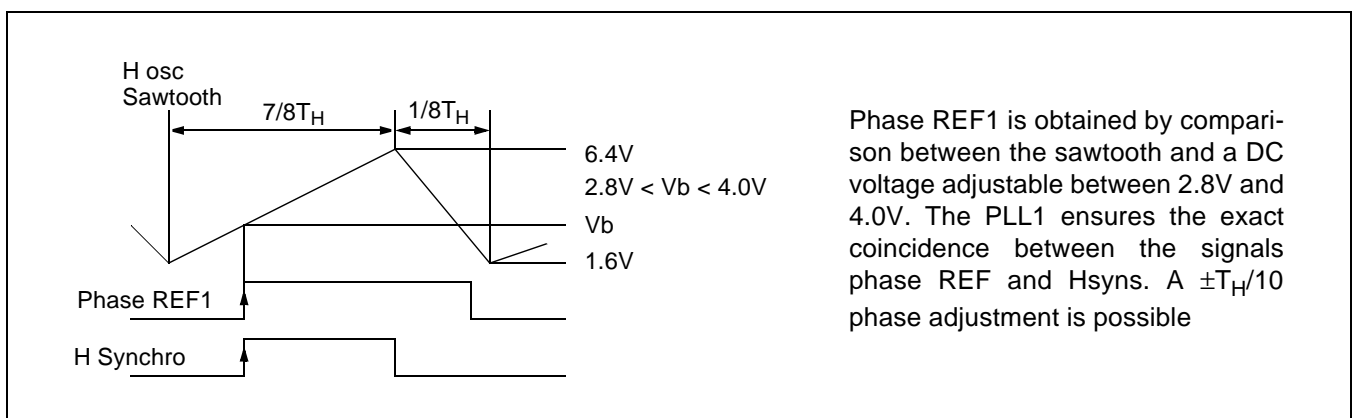 H osc
Sawtooth
7/8T_H
1/8T_H
6.4V
2.8V < Vb < 4.0V
Vb
1.6V
Phase REF1
H Synchro
Phase REF1 is obtained by compari-
son between the sawtooth and a DC
voltage adjustable between 2.8V and
4.0V. The PLL1 ensures the exact
coincidence between the signals
phase REF and Hsyns. A ±T_H/10
phase adjustment is possible